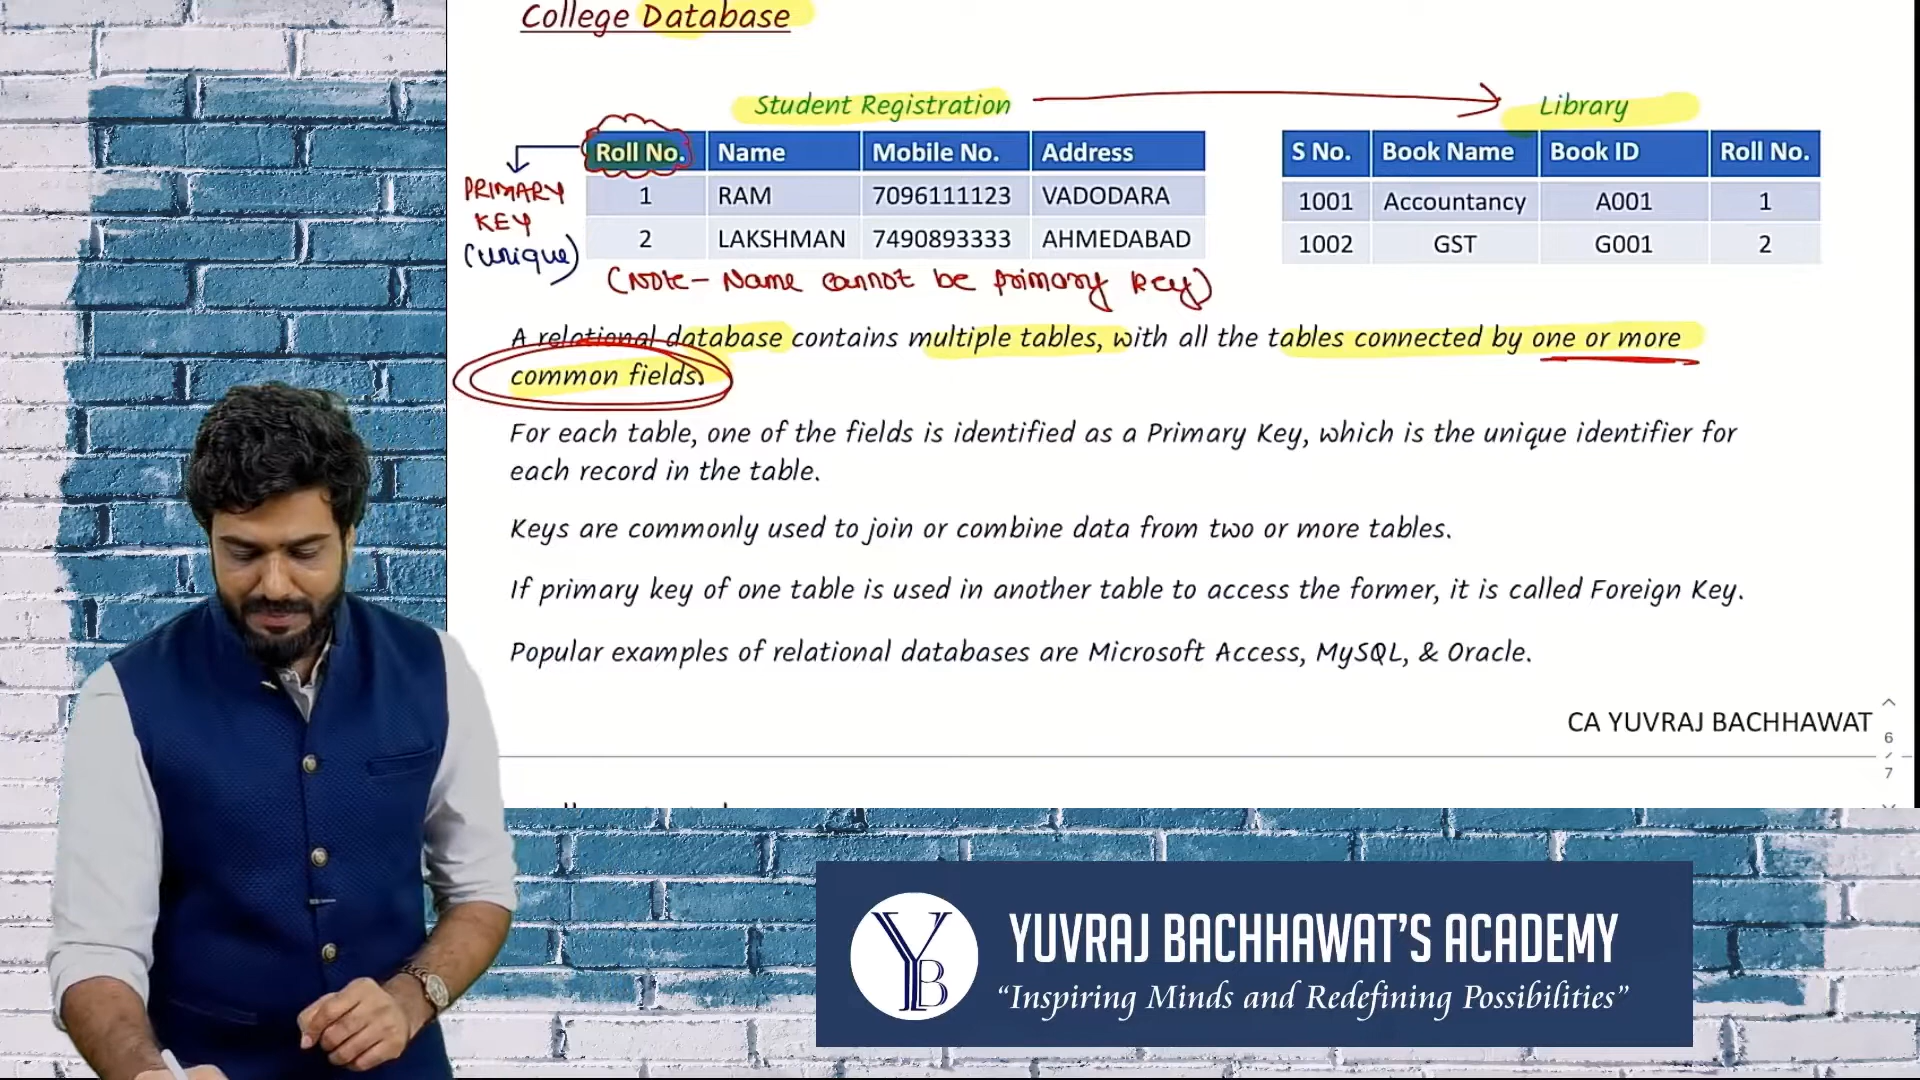 College Database
Student Registration
Library
Roll No. Name Mobile No. Address
1 RAM 7096111123 VADODARA
2 LAKSHMAN 7490893333 AHMEDABAD
S No. Book Name Book ID Roll No.
1001 Accountancy A001 1
1002 GST G001 2
PRIMARY
KEY
(unique)
(Note- Name cannot be primary key)
A relational database contains multiple tables, with all the tables connected by one or more
common fields.
For each table, one of the fields is identified as a Primary Key, which is the unique identifier for
each record in the table.
Keys are commonly used to join or combine data from two or more tables.
If primary key of one table is used in another table to access the former, it is called Foreign Key.
Popular examples of relational databases are Microsoft Access, MySQL, & Oracle.
CA YUVRAJ BACHHAWAT
6
/
7
YB
YUVRAJ BACHHAWAT'S ACADEMY
"Inspiring Minds and Redefining Possibilities"